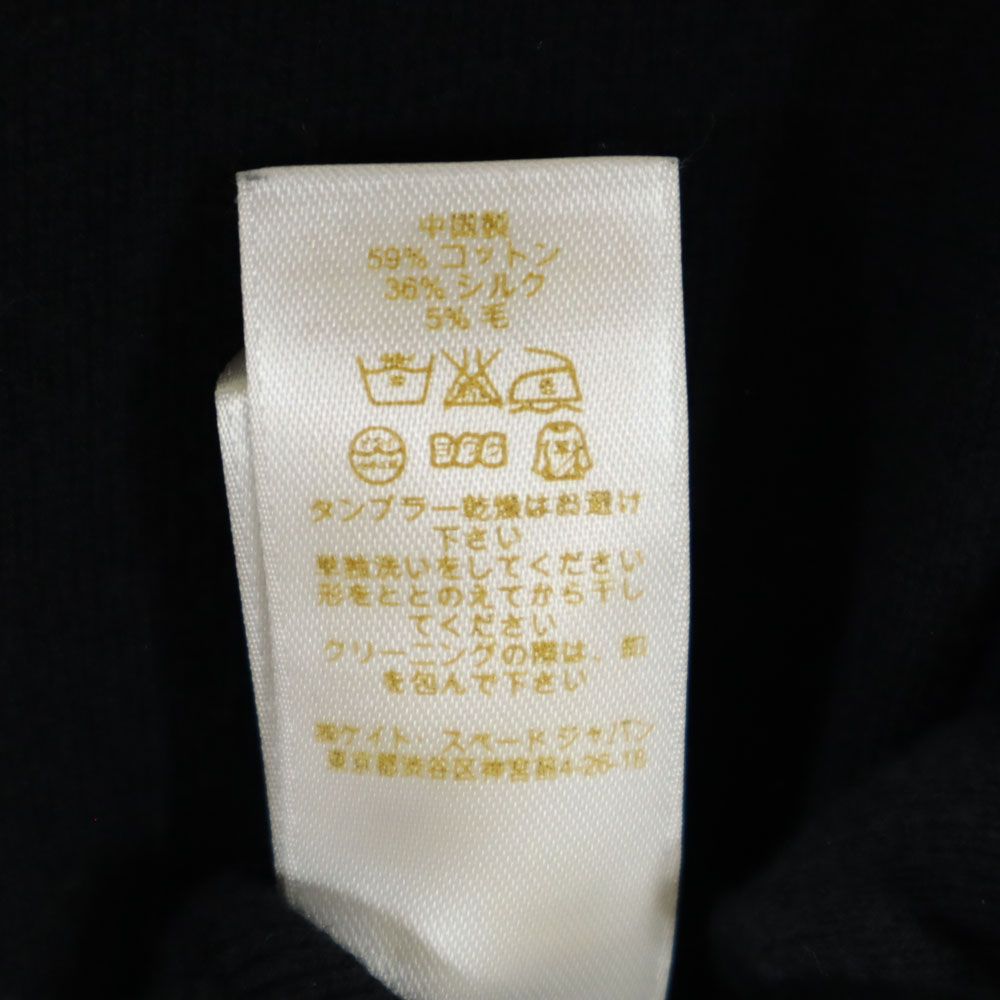 中国製
59% コットン
36% シルク
5% 毛
タンブラー乾燥はお避け
下さい
単独洗いをしてください
形をととのえてから干し
てください
クリーニングの際は、釦
を包んで下さい
㈱ケイト スペードジャパン
東京都渋谷区神宮前4-26-18